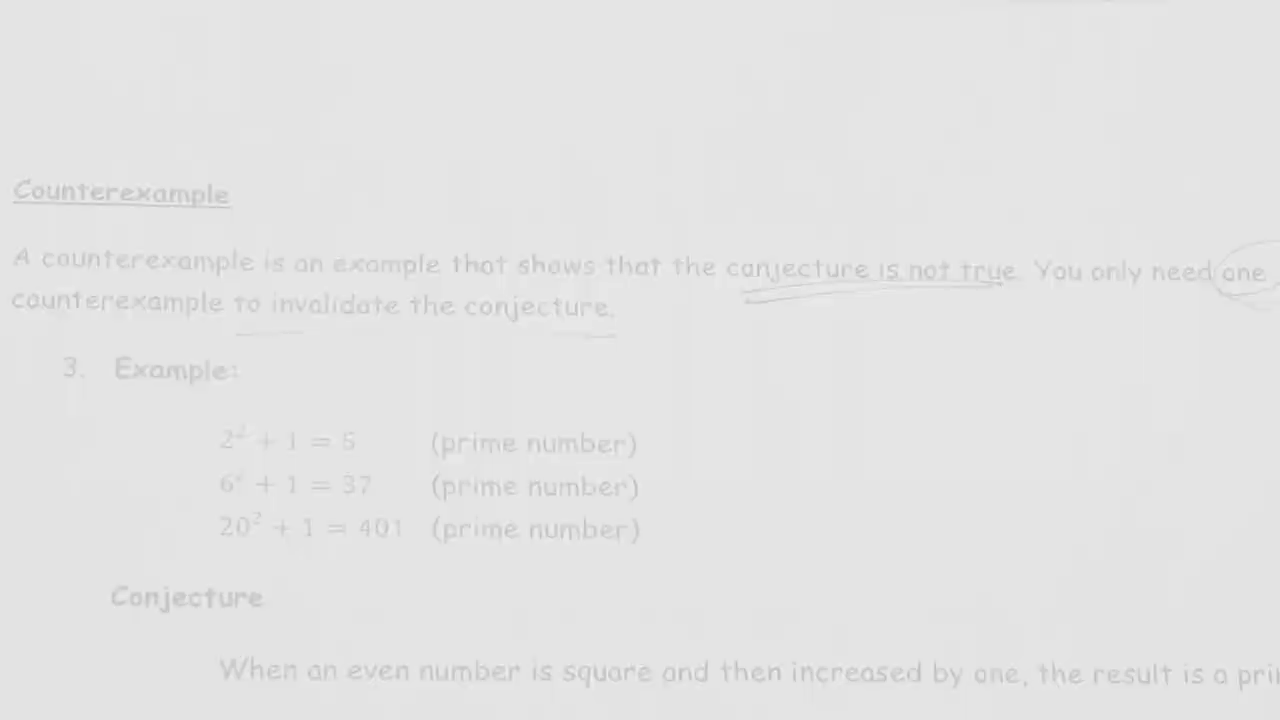 Counterexample
A counterexample is an example that shows that the conjecture is not true. You only need one
counterexample to invalidate the conjecture.
3. Example:
2² + 1 = 5 (prime number)
6² + 1 = 37 (prime number)
20² + 1 = 401 (prime number)
Conjecture
When an even number is square and then increased by one, the result is a